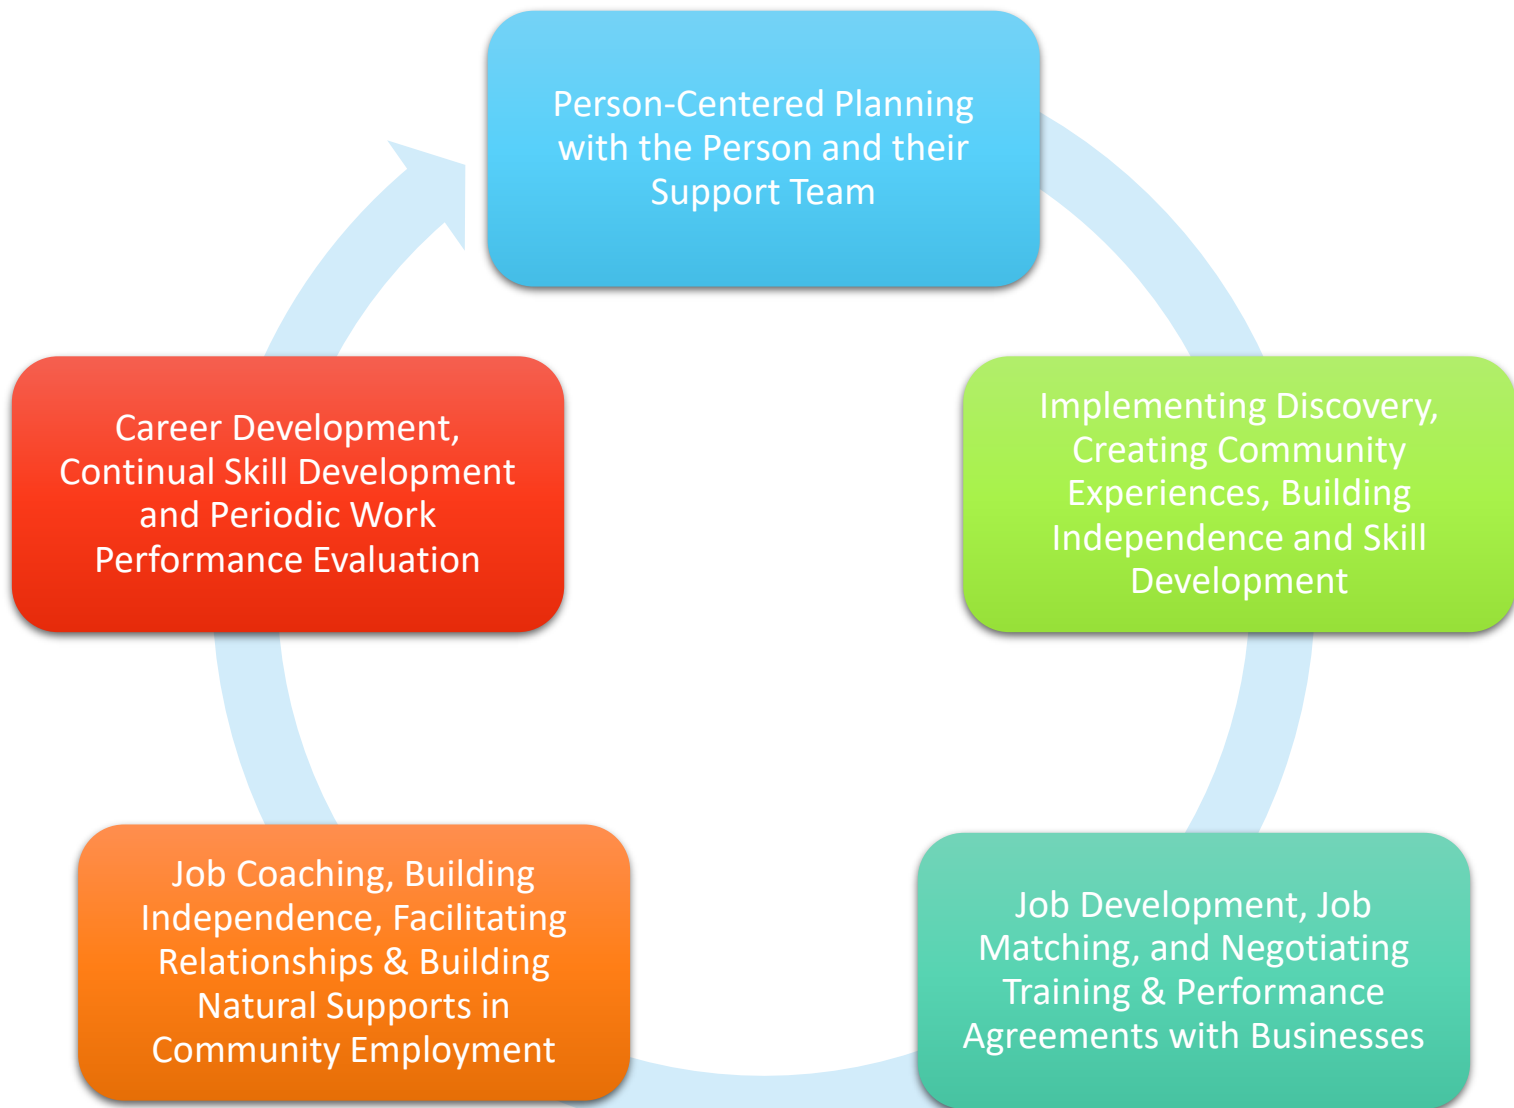 Person-Centered Planning
with the Person and their
Support Team
Implementing Discovery,
Creating Community
Experiences, Building
Independence and Skill
Development
Job Development, Job
Matching, and Negotiating
Training & Performance
Agreements with Businesses
Job Coaching, Building
Independence, Facilitating
Relationships & Building
Natural Supports in
Community Employment
Career Development,
Continual Skill Development
and Periodic Work
Performance Evaluation